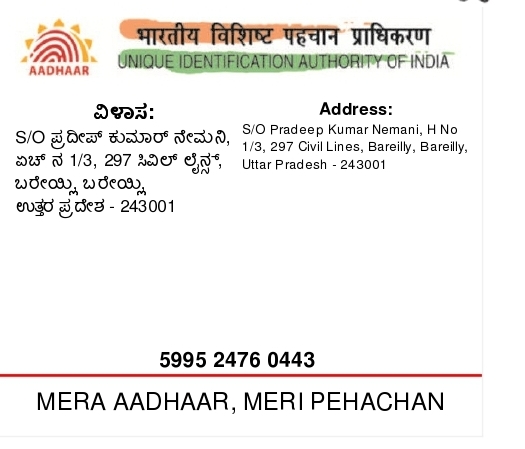 भारतीय विशिष्ट पहचान प्राधिकरण
UNIQUE IDENTIFICATION AUTHORITY OF INDIA
AADHAAR
ವಿಳಾಸ:
S/O ಪ್ರದೀಪ್ ಕುಮಾರ್ ನೇಮನಿ,
ಏಚ್ ನ 1/3, 297 ಸಿವಿಲ್ ಲೈನ್ಸ್,
ಬರೇಯ್ಲಿ, ಬರೇಯ್ಲಿ,
ಉತ್ತರ ಪ್ರದೇಶ - 243001
Address:
S/O Pradeep Kumar Nemani, H No
1/3, 297 Civil Lines, Bareilly, Bareilly,
Uttar Pradesh - 243001
5995 2476 0443
MERA AADHAAR, MERI PEHACHAN